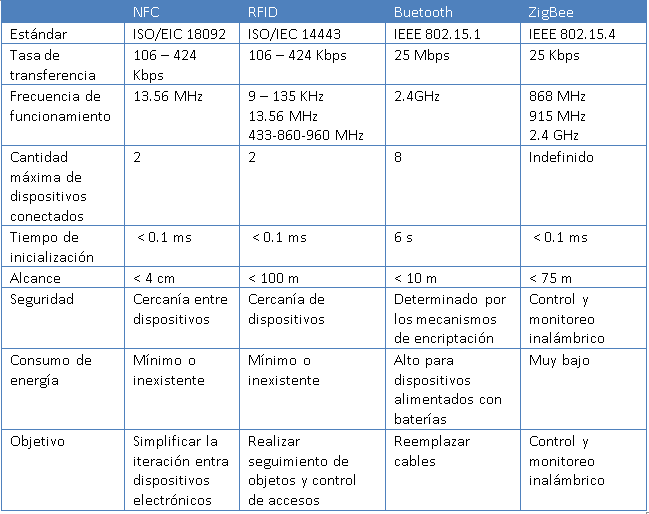 NFC RFID Buetooth ZigBee
Estándar ISO/EIC 18092 ISO/IEC 14443 IEEE 802.15.1 IEEE 802.15.4
Tasa de transferencia 106 – 424 Kbps 106 – 424 Kbps 25 Mbps 25 Kbps
Frecuencia de funcionamiento 13.56 MHz 9 – 135 KHz 13.56 MHz 433-860-960 MHz 2.4GHz 868 MHz 915 MHz 2.4 GHz
Cantidad máxima de dispositivos conectados 2 2 8 Indefinido
Tiempo de inicialización < 0.1 ms < 0.1 ms 6 s < 0.1 ms
Alcance < 4 cm < 100 m < 10 m < 75 m
Seguridad Cercanía entre dispositivos Cercanía de dispositivos Determinado por los mecanismos de encriptación Control y monitoreo inalámbrico
Consumo de energía Mínimo o inexistente Mínimo o inexistente Alto para dispositivos alimentados con baterías Muy bajo
Objetivo Simplificar la iteración entra dispositivos electrónicos Realizar seguimiento de objetos y control de accesos Reemplazar cables Control y monitoreo inalámbrico